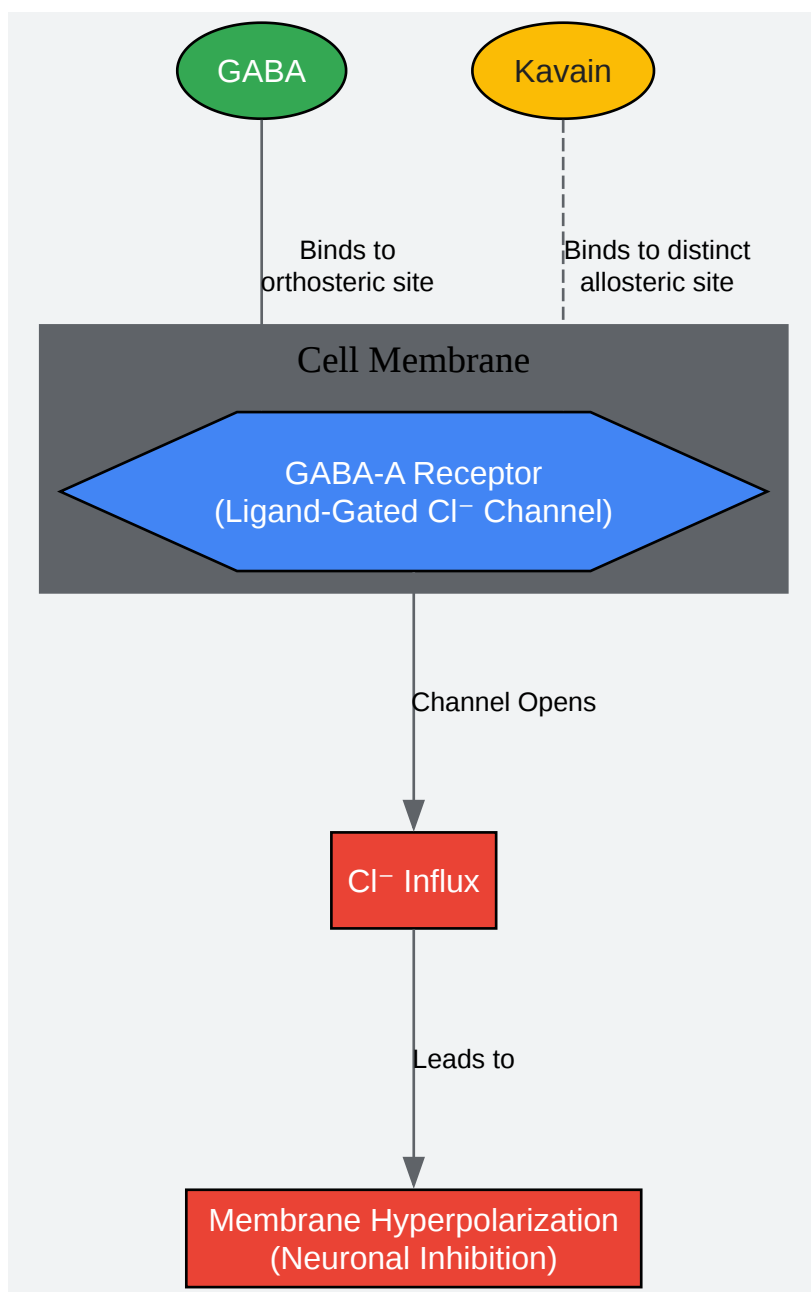 GABA
Kavain
Binds to
orthosteric site
Binds to distinct
allosteric site
Cell Membrane
GABA-A Receptor
(Ligand-Gated Cl⁻ Channel)
Channel Opens
Cl⁻ Influx
Leads to
Membrane Hyperpolarization
(Neuronal Inhibition)